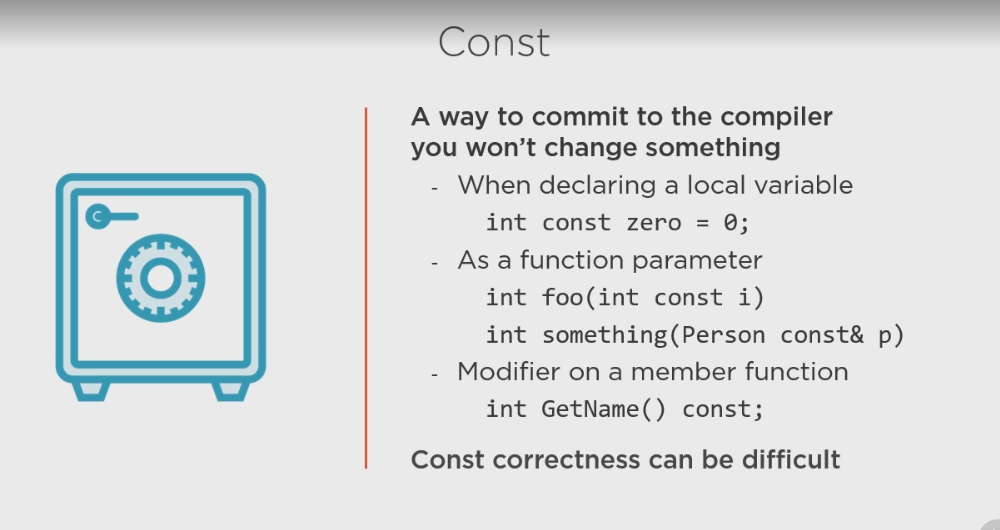 Const
A way to commit to the compiler
you won't change something
- When declaring a local variable
int const zero = 0;
- As a function parameter
int foo(int const i)
int something(Person const& p)
- Modifier on a member function
int GetName() const;
Const correctness can be difficult